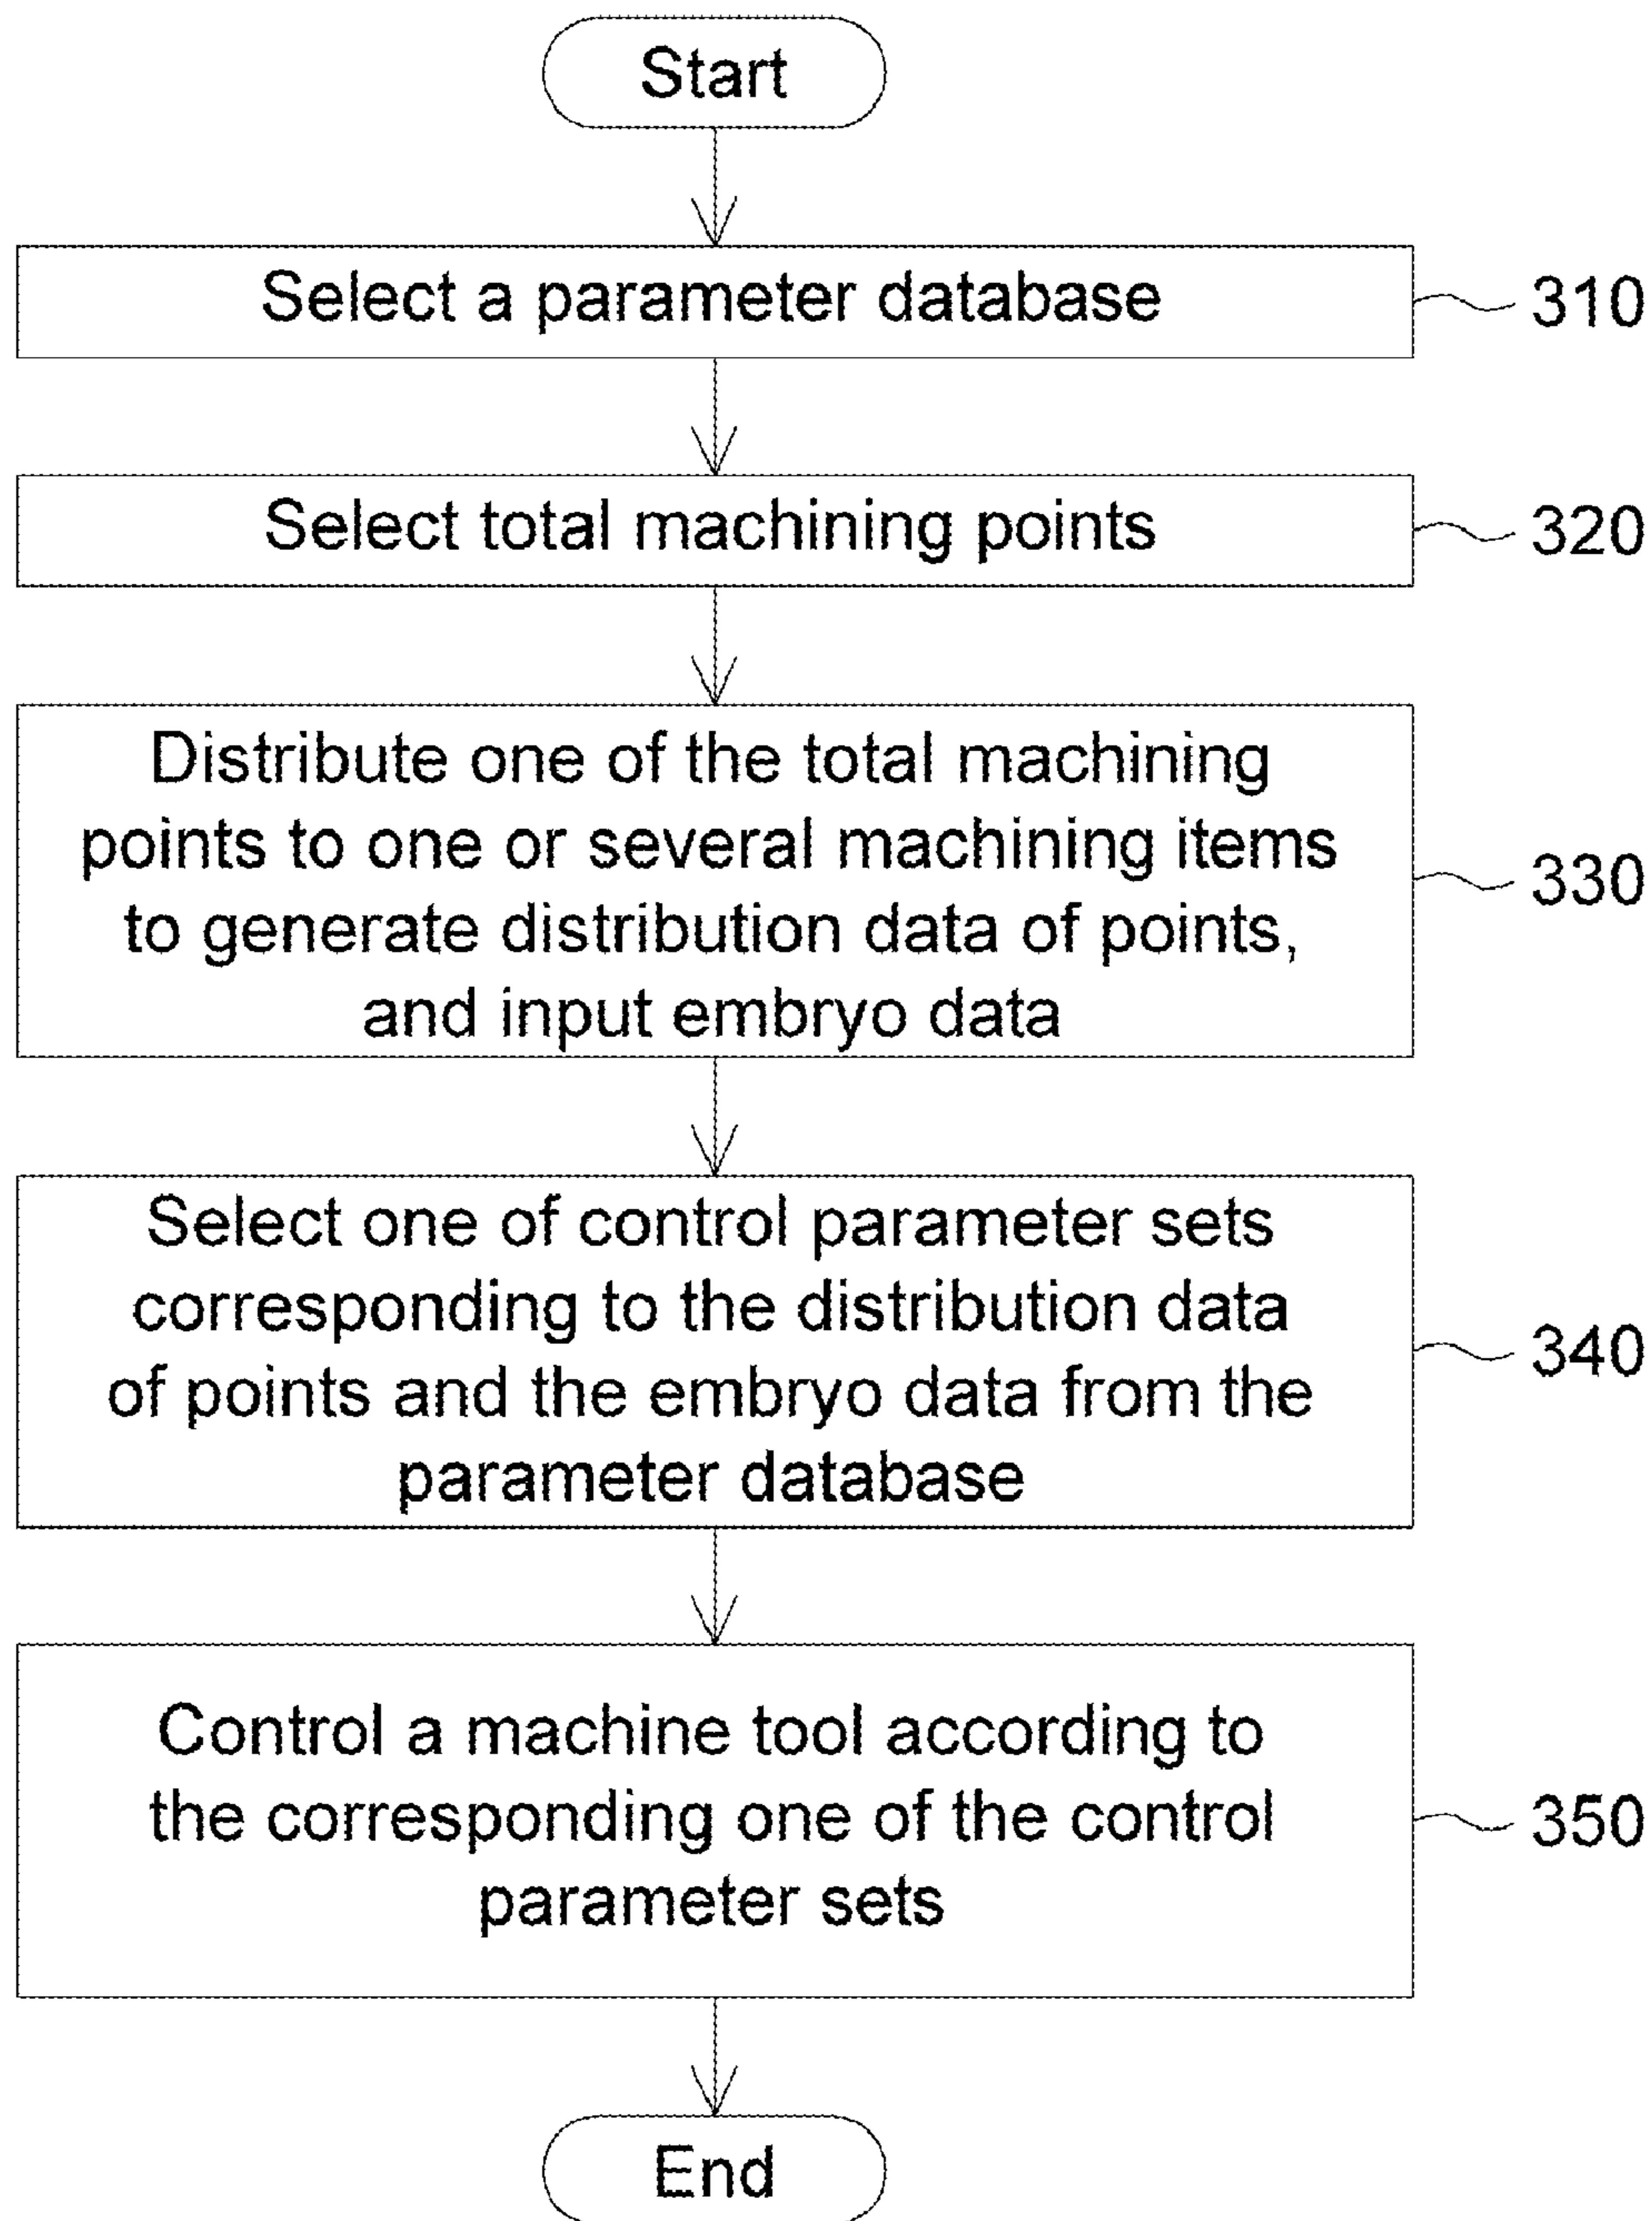 Start
Select a parameter database
310
Select total machining points
320
Distribute one of the total machining
points to one or several machining items
to generate distribution data of points,
and input embryo data
330
Select one of control parameter sets
corresponding to the distribution data
of points and the embryo data from the
parameter database
340
Control a machine tool according to
the corresponding one of the control
parameter sets
350
End